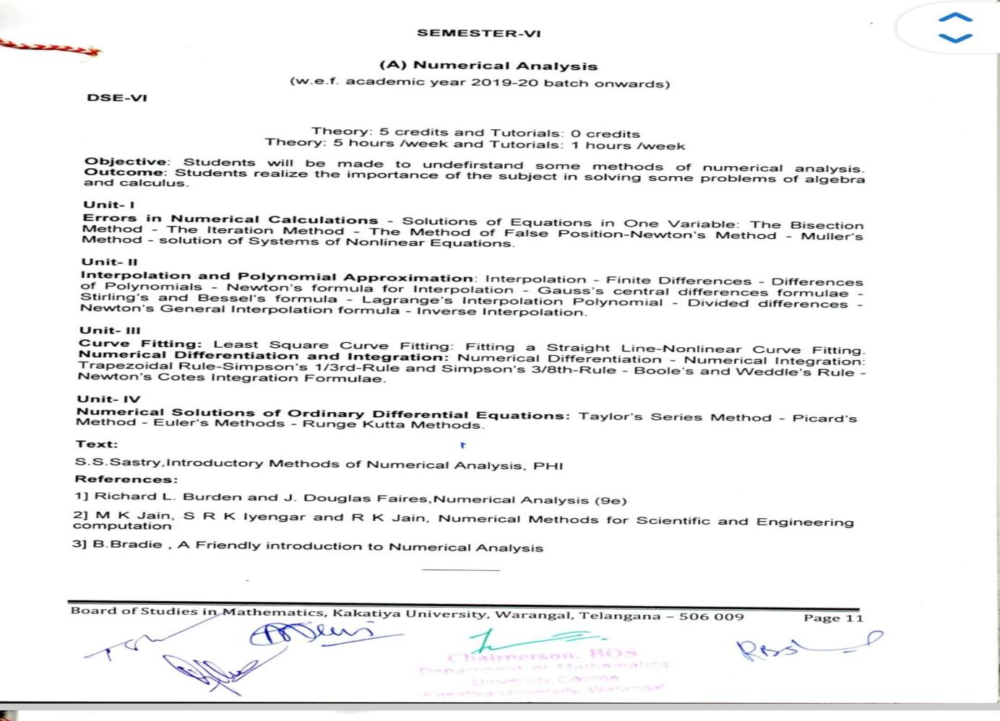 SEMESTER-VI
(A) Numerical Analysis
(w.e.f. academic year 2019-20 batch onwards)
DSE-VI
Theory: 5 credits and Tutorials: 0 credits
Theory: 5 hours /week and Tutorials: 1 hours /week
Objective: Students will be made to undefirstand some methods of numerical analysis.
Outcome: Students realize the importance of the subject in solving some problems of algebra
and calculus.
Unit- I
Errors in Numerical Calculations - Solutions of Equations in One Variable: The Bisection
Method - The Iteration Method - The Method of False Position-Newton's Method - Muller's
Method - solution of Systems of Nonlinear Equations.
Unit- II
Interpolation and Polynomial Approximation: Interpolation - Finite Differences - Differences
of Polynomials - Newton's formula for Interpolation - Gauss's central differences formulae -
Stirling's and Bessel's formula - Lagrange's Interpolation Polynomial - Divided differences -
Newton's General Interpolation formula - Inverse Interpolation.
Unit- III
Curve Fitting: Least Square Curve Fitting: Fitting a Straight Line-Nonlinear Curve Fitting.
Numerical Differentiation and Integration: Numerical Differentiation - Numerical Integration:
Trapezoidal Rule-Simpson's 1/3rd-Rule and Simpson's 3/8th-Rule - Boole's and Weddle's Rule -
Newton's Cotes Integration Formulae.
Unit- IV
Numerical Solutions of Ordinary Differential Equations: Taylor's Series Method - Picard's
Method - Euler's Methods - Runge Kutta Methods.
Text:
S.S.Sastry,Introductory Methods of Numerical Analysis, PHI
References:
1] Richard L. Burden and J. Douglas Faires,Numerical Analysis (9e)
2] M K Jain, S R K Iyengar and R K Jain, Numerical Methods for Scientific and Engineering
computation
3] B.Bradie , A Friendly introduction to Numerical Analysis
Board of Studies in Mathematics, Kakatiya University, Warangal, Telangana – 506 009 Page 11
Chairperson, BOS
Department of Mathematics
University College
Kakatiya University, Warangal.